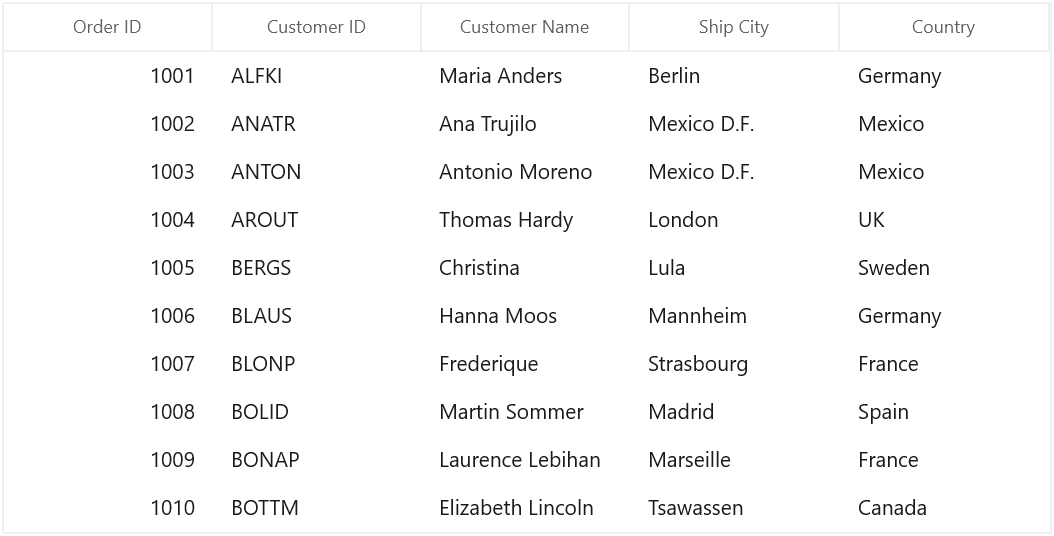 Order ID Customer ID Customer Name Ship City Country
1001 ALFKI Maria Anders Berlin Germany
1002 ANATR Ana Trujilo Mexico D.F. Mexico
1003 ANTON Antonio Moreno Mexico D.F. Mexico
1004 AROUT Thomas Hardy London UK
1005 BERGS Christina Lula Sweden
1006 BLAUS Hanna Moos Mannheim Germany
1007 BLONP Frederique Strasbourg France
1008 BOLID Martin Sommer Madrid Spain
1009 BONAP Laurence Lebihan Marseille France
1010 BOTTM Elizabeth Lincoln Tsawassen Canada